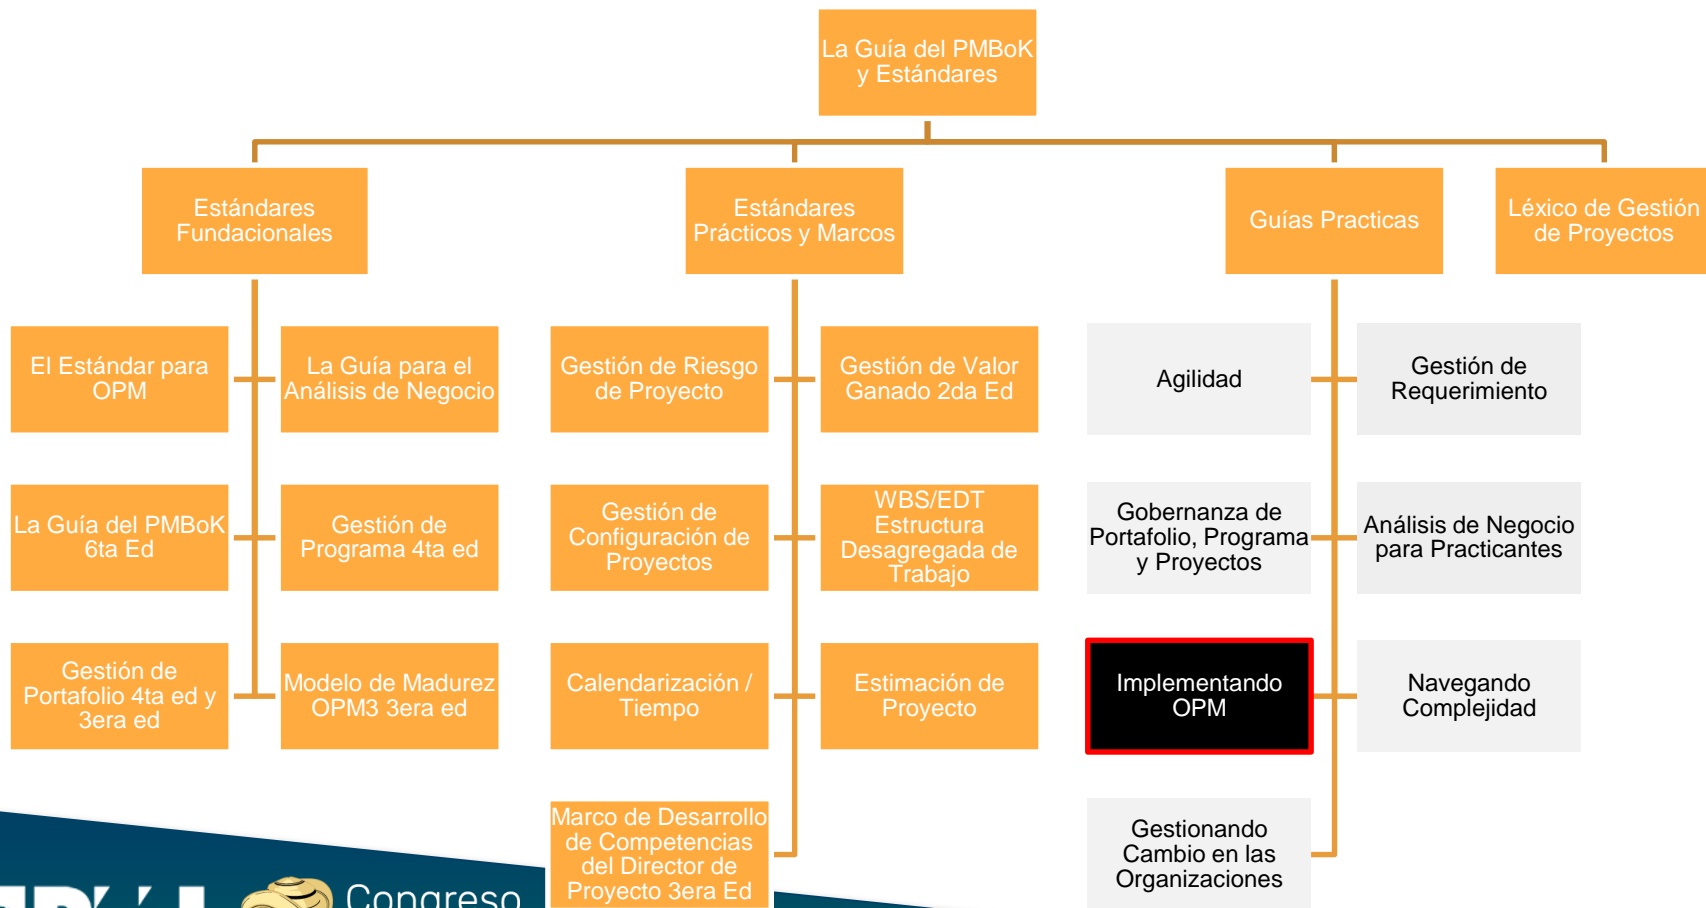 La Guía del PMBoK
y Estándares
Estándares
Fundacionales
Estándares
Prácticos y Marcos
Guías Practicas
Léxico de Gestión
de Proyectos
El Estándar para
OPM
La Guía para el
Análisis de Negocio
Gestión de Riesgo
de Proyecto
Gestión de Valor
Ganado 2da Ed
Agilidad
Gestión de
Requerimiento
La Guía del PMBoK
6ta Ed
Gestión de
Programa 4ta ed
Gestión de
Configuración de
Proyectos
WBS/EDT
Estructura
Desagregada de
Trabajo
Gobernanza de
Portafolio, Programa
y Proyectos
Análisis de Negocio
para Practicantes
Gestión de
Portafolio 4ta ed y
3era ed
Modelo de Madurez
OPM3 3era ed
Calendarización /
Tiempo
Estimación de
Proyecto
Implementando
OPM
Navegando
Complejidad
Marco de Desarrollo
de Competencias
del Director de
Proyecto 3era Ed
Gestionando
Cambio en las
Organizaciones
Congreso